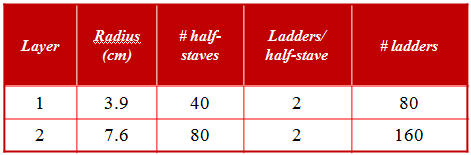 Layer Radius (cm) # half-staves Ladders/half-stave # ladders
1 3.9 40 2 80
2 7.6 80 2 160